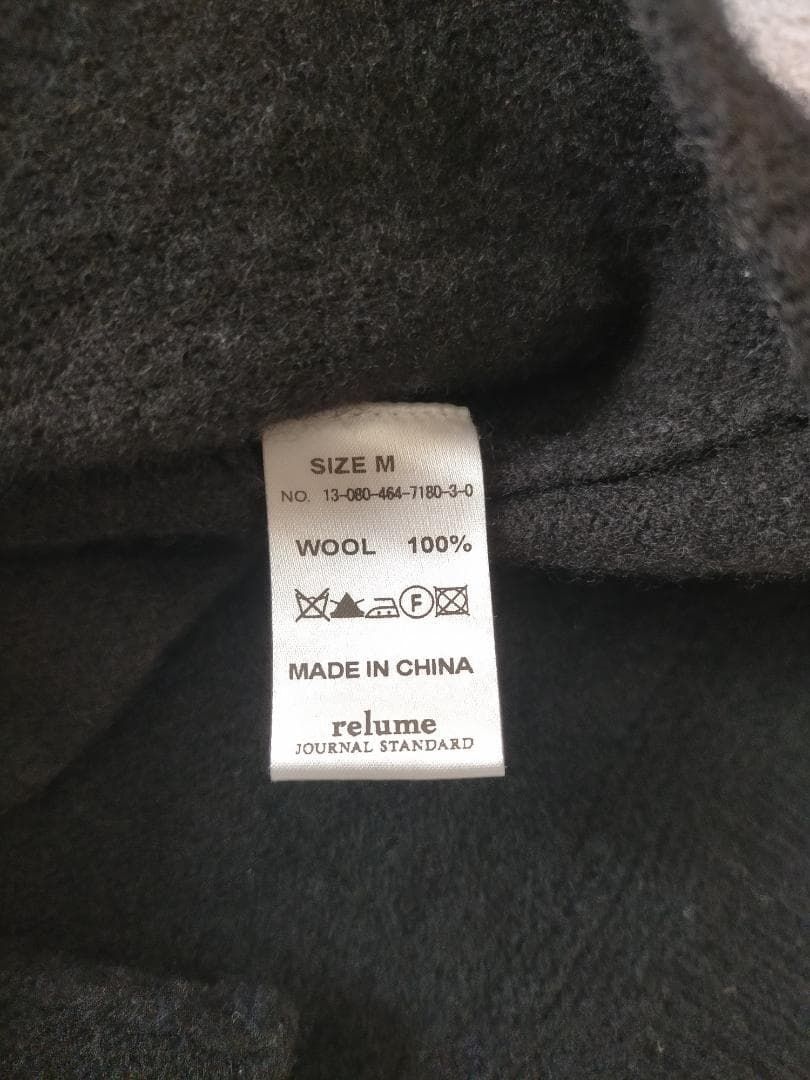 SIZE M
NO. 13-080-464-7180-3-0
WOOL 100%
F
MADE IN CHINA
relume
JOURNAL STANDARD